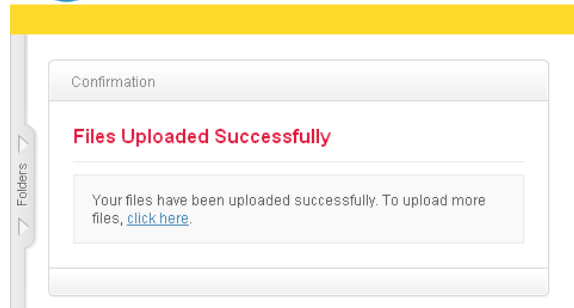 Confirmation
Files Uploaded Successfully
Folders
Your files have been uploaded successfully. To upload more
files, click here.